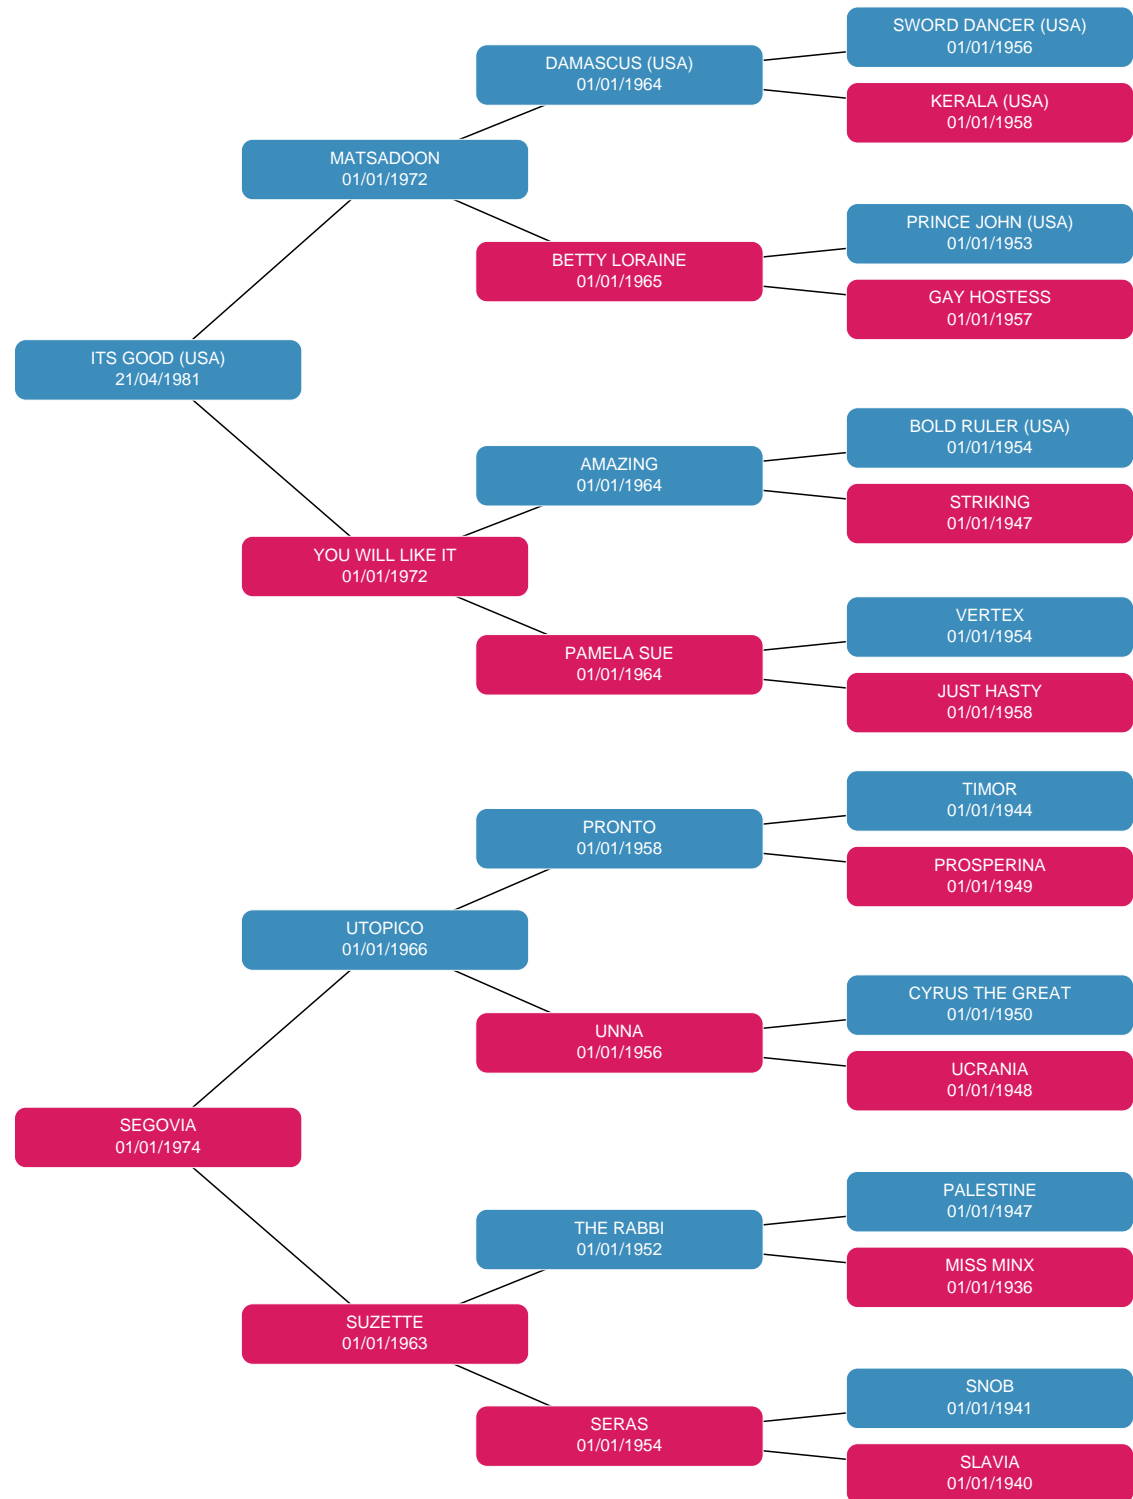 SWORD DANCER (USA)
01/01/1956
DAMASCUS (USA)
01/01/1964
KERALA (USA)
01/01/1958
MATSADOON
01/01/1972
PRINCE JOHN (USA)
01/01/1953
BETTY LORAINE
01/01/1965
GAY HOSTESS
01/01/1957
ITS GOOD (USA)
21/04/1981
BOLD RULER (USA)
01/01/1954
AMAZING
01/01/1964
STRIKING
01/01/1947
YOU WILL LIKE IT
01/01/1972
VERTEX
01/01/1954
PAMELA SUE
01/01/1964
JUST HASTY
01/01/1958
TIMOR
01/01/1944
PRONTO
01/01/1958
PROSPERINA
01/01/1949
UTOPICO
01/01/1966
CYRUS THE GREAT
01/01/1950
UNNA
01/01/1956
UCRANIA
01/01/1948
SEGOVIA
01/01/1974
PALESTINE
01/01/1947
THE RABBI
01/01/1952
MISS MINX
01/01/1936
SUZETTE
01/01/1963
SNOB
01/01/1941
SERAS
01/01/1954
SLAVIA
01/01/1940